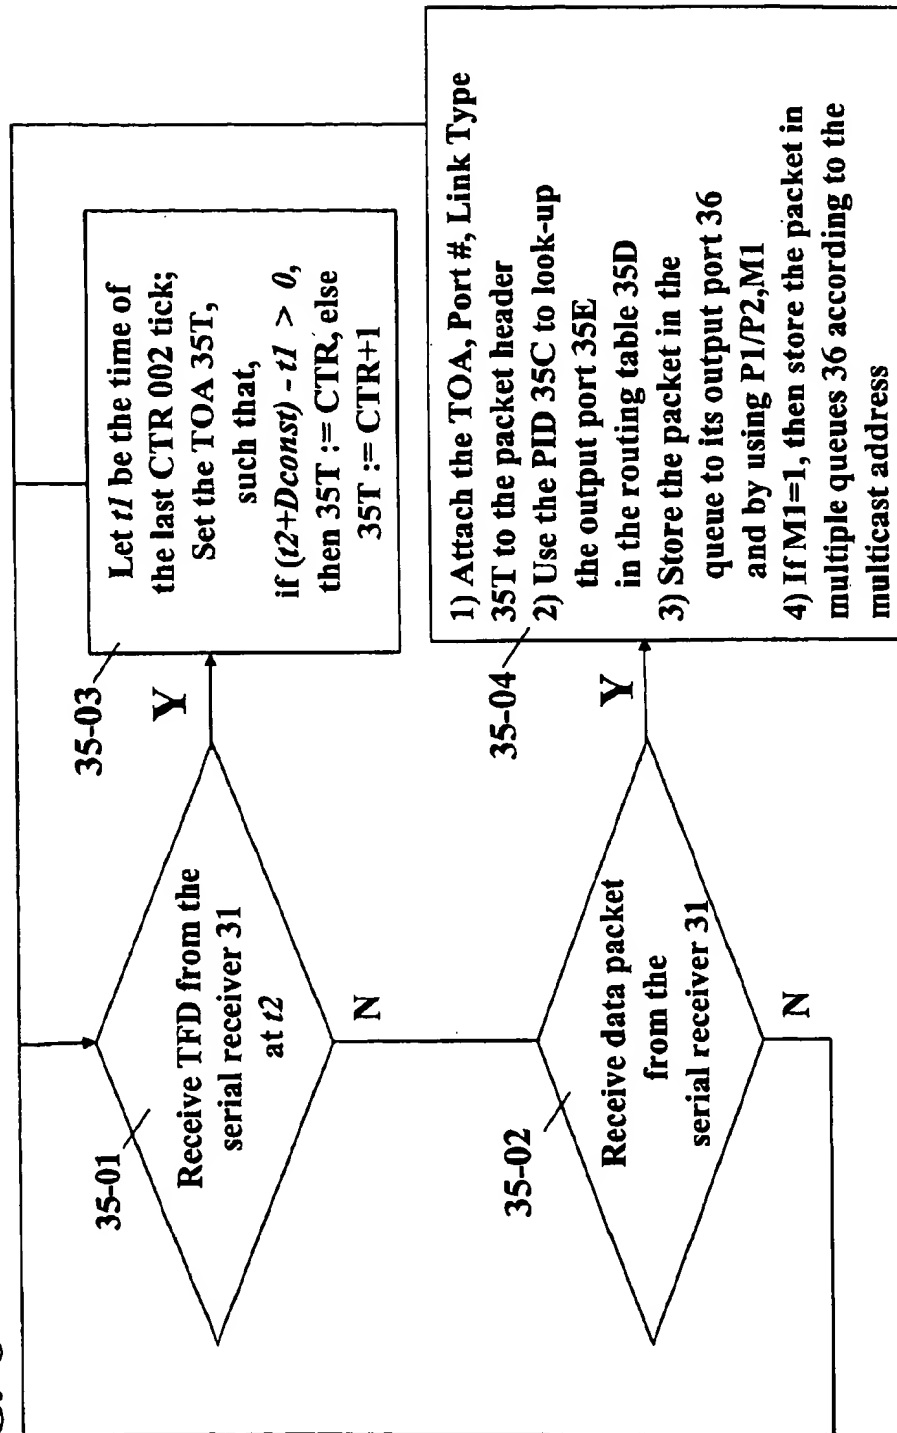 35-01
Receive TFD from the
serial receiver 31
at t2
Y
N
35-03
Let t1 be the time of
the last CTR 002 tick;
Set the TOA 35T,
such that,
if (t2+Dconst) - t1 > 0,
then 35T := CTR, else
35T := CTR+1
35-02
Receive data packet
from the
serial receiver 31
Y
N
35-04
1) Attach the TOA, Port #, Link Type
35T to the packet header
2) Use the PID 35C to look-up
the output port 35E
in the routing table 35D
3) Store the packet in the
queue to its output port 36
and by using P1/P2,M1
4) If M1=1, then store the packet in
multiple queues 36 according to the
multicast address